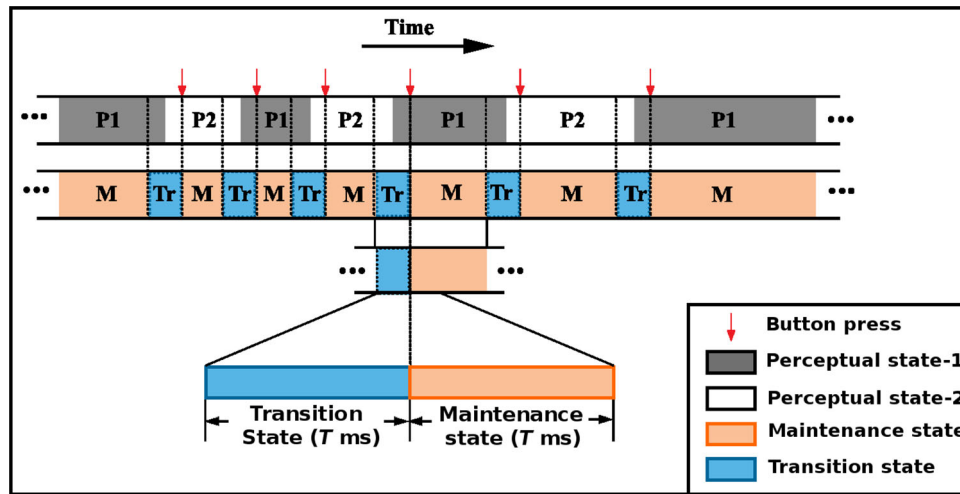 Time
••• P1 P2 P1 P2 P1 P2 P1 •••
••• M Tr M Tr M Tr M Tr M Tr M Tr M •••
••• •••
Transition State (T ms)
Maintenance state (T ms)
Button press
Perceptual state-1
Perceptual state-2
Maintenance state
Transition state